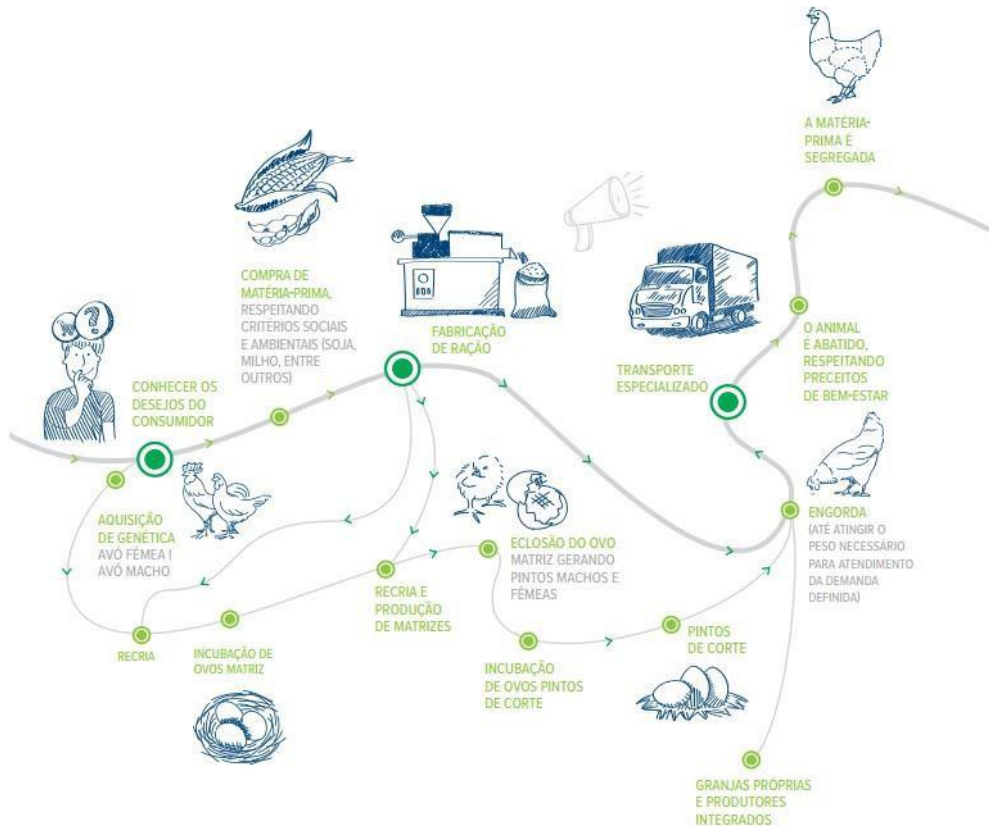 A MATÉRIA-
PRIMA É
SEGREGADA
COMPRA DE
MATÉRIA-PRIMA,
RESPEITANDO
CRITÉRIOS SOCIAIS
E AMBIENTAIS (SOJA,
MILHO, ENTRE
OUTROS)
FABRICAÇÃO
DE RAÇÃO
?
CONHECER OS
DESEJOS DO
CONSUMIDOR
TRANSPORTE
ESPECIALIZADO
O ANIMAL
É ABATIDO,
RESPEITANDO
PRECEITOS
DE BEM-ESTAR
AQUISIÇÃO
DE GENÉTICA
AVÓ FÊMEA I
AVÔ MACHO
ECLOSÃO DO OVO
MATRIZ GERANDO
PINTOS MACHOS E
FÊMEAS
ENGORDA
(ATÉ ATINGIR O
PESO NECESSÁRIO
PARA ATENDIMENTO
DA DEMANDA
DEFINIDA)
RECRIA
INCUBAÇÃO DE
OVOS MATRIZ
RECRIA E
PRODUÇÃO
DE MATRIZES
INCUBAÇÃO
DE OVOS PINTOS
DE CORTE
PINTOS
DE CORTE
GRANJAS PRÓPRIAS
E PRODUTORES
INTEGRADOS